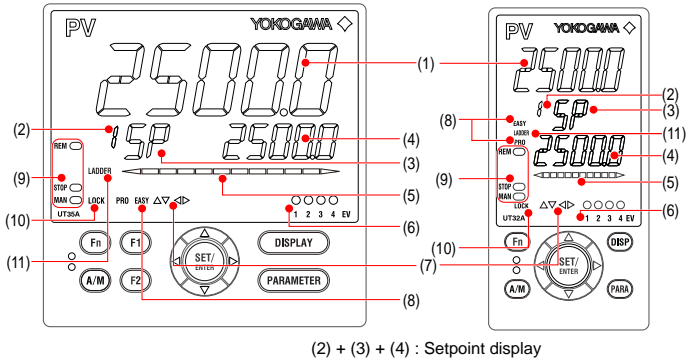 PV YOKOGAWA
2500.0
(1)
(2) 1 SP 2500.0 (4)
(3)
REM
LADDER
(9)
(5)
STOP
MAN
(10) LOCK PRO EASY
UT35A
1 2 3 4 EV
(6)
Fn F1 SET/ ENTER DISPLAY
(7)
A/M F2 PARAMETER
(11)
(8)
PV YOKOGAWA
2500.0
(2)
1 SP (3)
(8) EASY
LADDER (11)
PRO
2500.0 (4)
REM
(9)
(5)
STOP
MAN
LOCK
UT32A
1 2 3 4 EV
(6)
(10)
Fn SET/ ENTER DISP
A/M PARA
(2) + (3) + (4) : Setpoint display